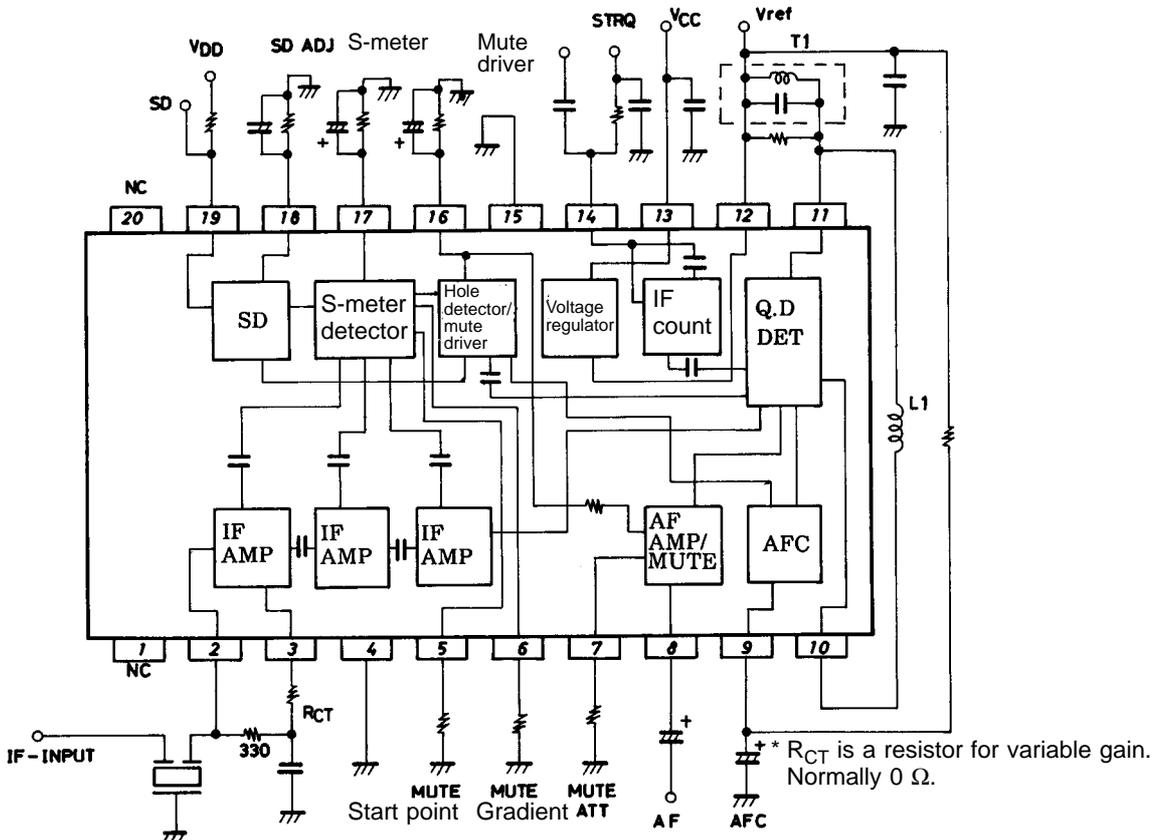 STRQ
VCC
Vref
VDD
SD ADJ
S-meter
Mute
driver
T1
SD
NC
20
19
18
17
16
15
14
13
12
11
SD
S-meter
detector
Hole
detector/
mute
driver
Voltage
regulator
IF
count
Q.D
DET
L1
IF
AMP
IF
AMP
IF
AMP
AF
AMP/
MUTE
AFC
1
2
3
4
5
6
7
8
9
10
NC
RCT
330
IF-INPUT
MUTE
Start point
MUTE
Gradient
MUTE
ATT
+
+
+
AF
+
AFC
* RCT is a resistor for variable gain.
Normally 0 Ω.